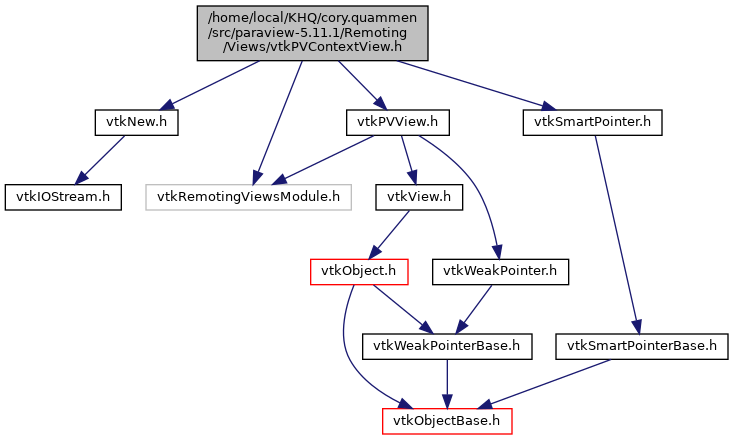 /home/local/KHQ/cory.quammen
/src/paraview-5.11.1/Remoting
/Views/vtkPVContextView.h
vtkNew.h
vtkPVView.h
vtkSmartPointer.h
vtkIOStream.h
vtkRemotingViewsModule.h
vtkView.h
vtkObject.h
vtkWeakPointer.h
vtkWeakPointerBase.h
vtkSmartPointerBase.h
vtkObjectBase.h